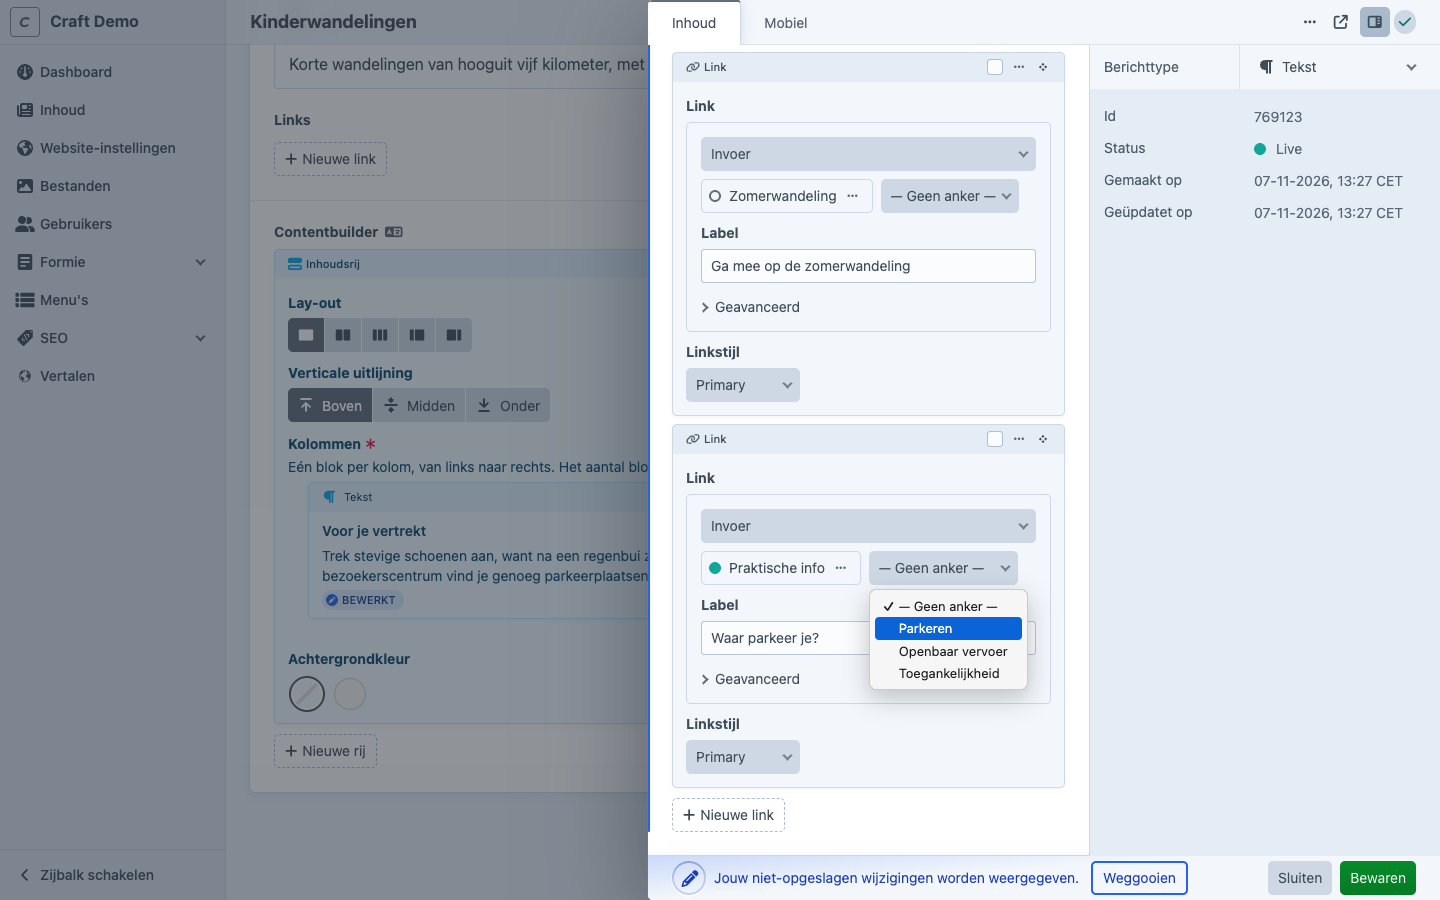 C Craft Demo
Dashboard
Inhoud
Website-instellingen
Bestanden
Gebruikers
Formie
Menu's
SEO
Vertalen
Zijbalk schakelen
Kinderwandelingen
Korte wandelingen van hooguit vijf kilometer, met
Links
Nieuwe link
Contentbuilder
Inhoudsrij
Lay-out
Verticale uitlijning
Boven Midden Onder
Kolommen
Eén blok per kolom, van links naar rechts. Het aantal blo
Tekst
Voor je vertrekt
Trek stevige schoenen aan, want na een regenbui z
bezoekerscentrum vind je genoeg parkeerplaatsen
BEWERKT
Achtergrondkleur
Nieuwe rij
Inhoud Mobiel
Link
Link
Invoer
Zomerwandeling — Geen anker —
Label
Ga mee op de zomerwandeling
Geavanceerd
Linkstijl
Primary
Link
Link
Invoer
Praktische info — Geen anker —
— Geen anker —
Parkeren
Openbaar vervoer
Toegankelijkheid
Label
Waar parkeer je?
Geavanceerd
Linkstijl
Primary
Nieuwe link
Berichttype Tekst
Id 769123
Status Live
Gemaakt op 07-11-2026, 13:27 CET
Geüpdatet op 07-11-2026, 13:27 CET
Jouw niet-opgeslagen wijzigingen worden weergegeven. Weggooien Sluiten Bewaren